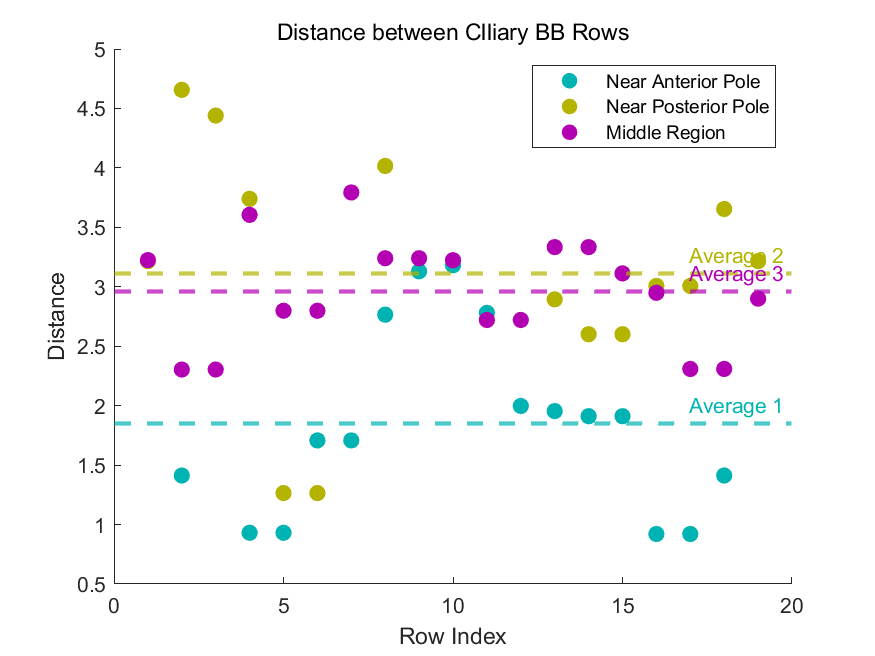 Distance between CIliary BB Rows
Near Anterior Pole
Near Posterior Pole
Middle Region
5
4.5
4
3.5
3
2.5
2
1.5
1
0.5
Distance
Average 2
Average 3
Average 1
0
5
10
15
20
Row Index